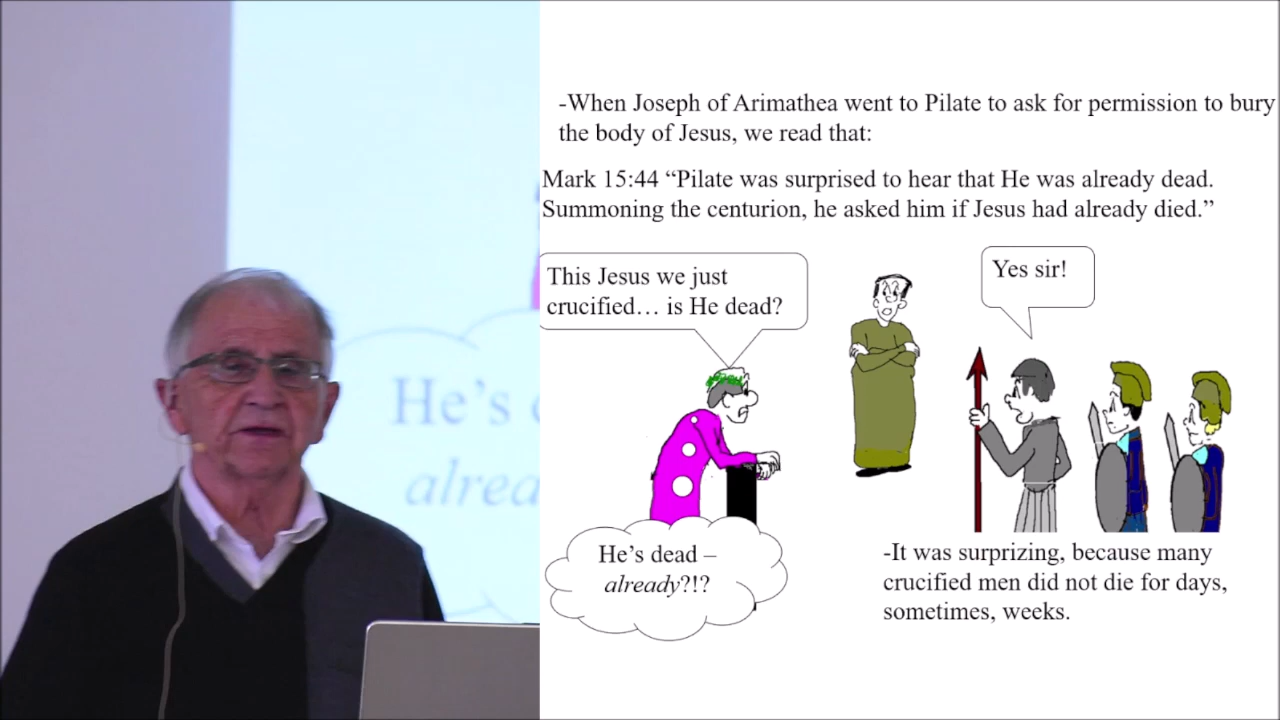 -When Joseph of Arimathea went to Pilate to ask for permission to bury
the body of Jesus, we read that:
Mark 15:44 “Pilate was surprised to hear that He was already dead.
Summoning the centurion, he asked him if Jesus had already died.”
This Jesus we just
crucified… is He dead?
Yes sir!
He’s dead –
already?!?
-It was surprizing, because many
crucified men did not die for days,
sometimes, weeks.
He’s
alrea